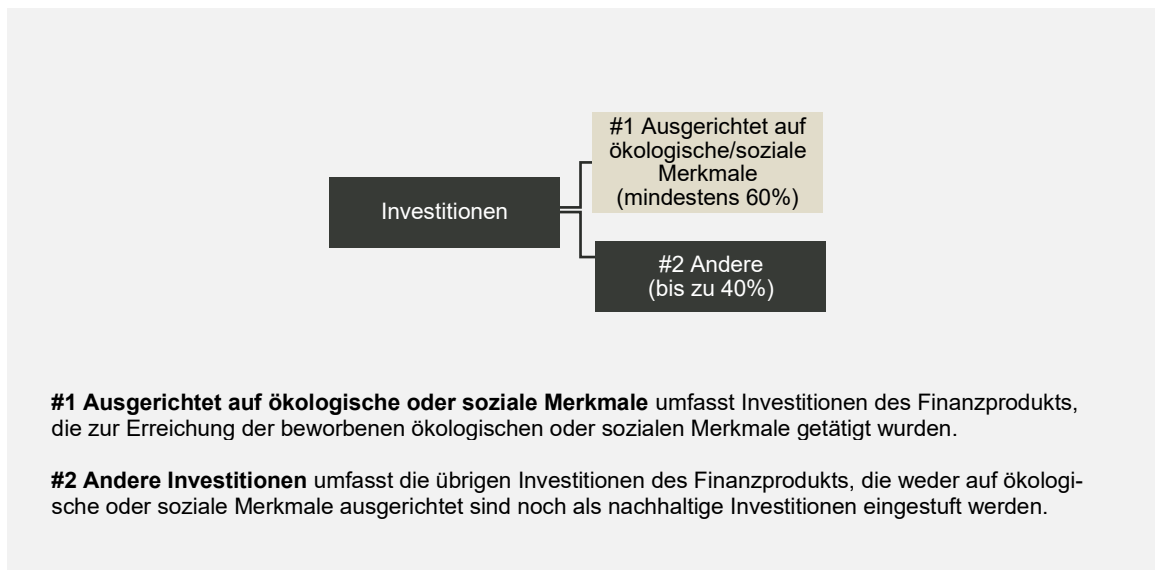 #1 Ausgerichtet auf
ökologische/soziale
Merkmale
(mindestens 60%)
Investitionen
#2 Andere
(bis zu 40%)
#1 Ausgerichtet auf ökologische oder soziale Merkmale umfasst Investitionen des Finanzprodukts,
die zur Erreichung der beworbenen ökologischen oder sozialen Merkmale getätigt wurden.
#2 Andere Investitionen umfasst die übrigen Investitionen des Finanzprodukts, die weder auf ökologi-
sche oder soziale Merkmale ausgerichtet sind noch als nachhaltige Investitionen eingestuft werden.